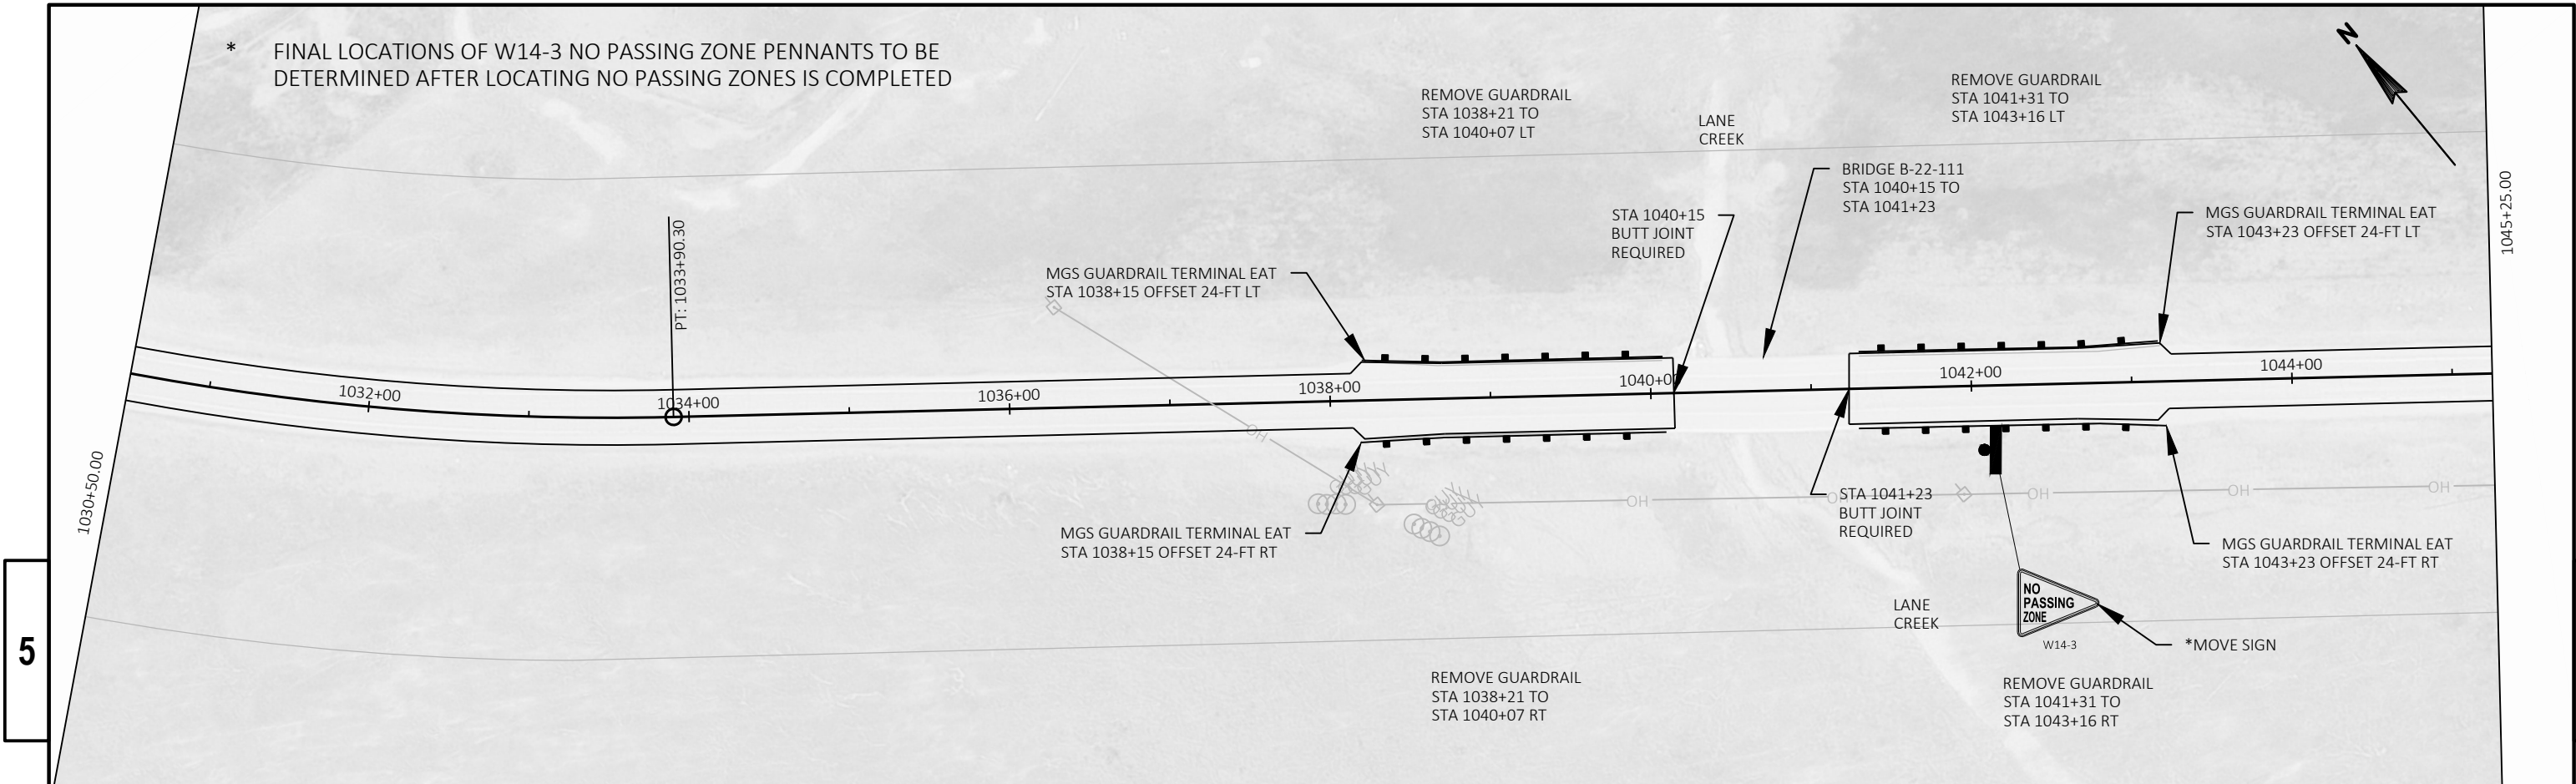 * FINAL LOCATIONS OF W14-3 NO PASSING ZONE PENNANTS TO BE
DETERMINED AFTER LOCATING NO PASSING ZONES IS COMPLETED
N
REMOVE GUARDRAIL
STA 1038+21 TO
STA 1040+07 LT
LANE
CREEK
REMOVE GUARDRAIL
STA 1041+31 TO
STA 1043+16 LT
BRIDGE B-22-111
STA 1040+15 TO
STA 1041+23
STA 1040+15
BUTT JOINT
REQUIRED
MGS GUARDRAIL TERMINAL EAT
STA 1043+23 OFFSET 24-FT LT
1045+25.00
PT: 1033+90.30
MGS GUARDRAIL TERMINAL EAT
STA 1038+15 OFFSET 24-FT LT
1032+00
1034+00
1036+00
1038+00
1040+00
1042+00
1044+00
1030+50.00
OH
OH
OH
OH
OH
OH
MGS GUARDRAIL TERMINAL EAT
STA 1038+15 OFFSET 24-FT RT
STA 1041+23
BUTT JOINT
REQUIRED
MGS GUARDRAIL TERMINAL EAT
STA 1043+23 OFFSET 24-FT RT
NO
PASSING
ZONE
W14-3
*MOVE SIGN
LANE
CREEK
REMOVE GUARDRAIL
STA 1038+21 TO
STA 1040+07 RT
REMOVE GUARDRAIL
STA 1041+31 TO
STA 1043+16 RT
5